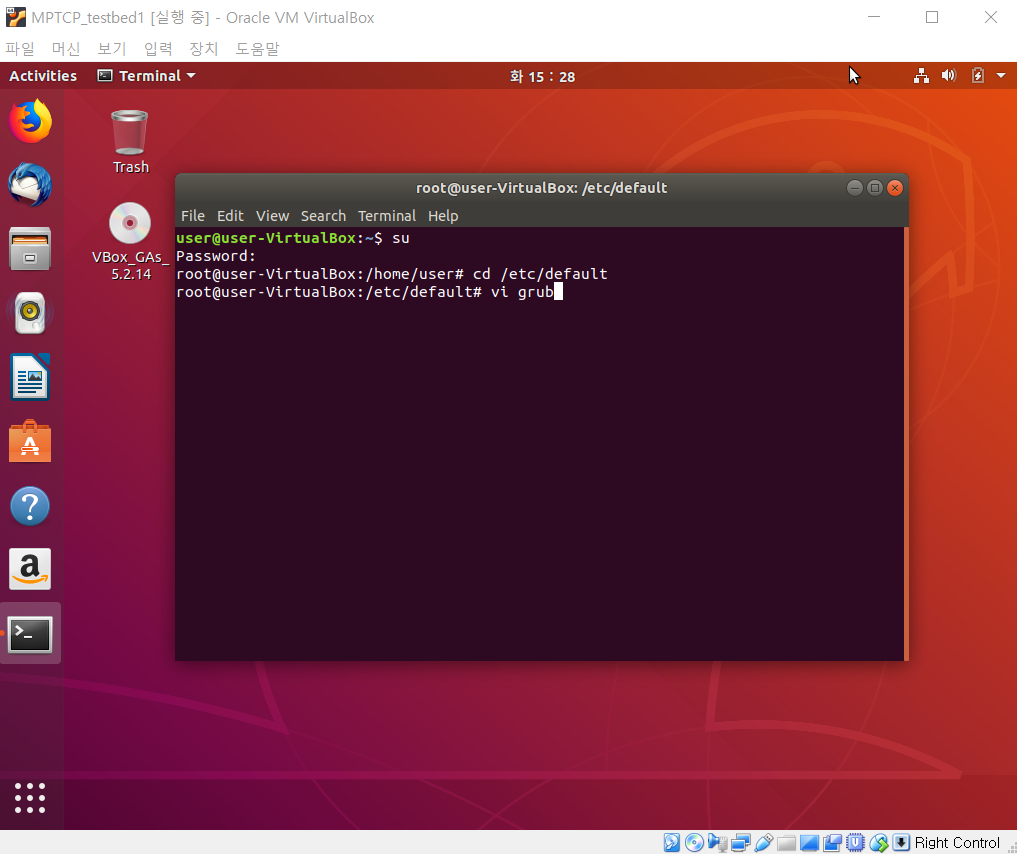 MPTCP_testbed1 [실행 중] - Oracle VM VirtualBox
파일 머신 보기 입력 장치 도움말
Activities Terminal 화 15 : 28
Trash
VBox_GAs_
5.2.14
root@user-VirtualBox: /etc/default
File Edit View Search Terminal Help
user@user-VirtualBox:~$ su
Password:
root@user-VirtualBox:/home/user# cd /etc/default
root@user-VirtualBox:/etc/default# vi grub
Right Control